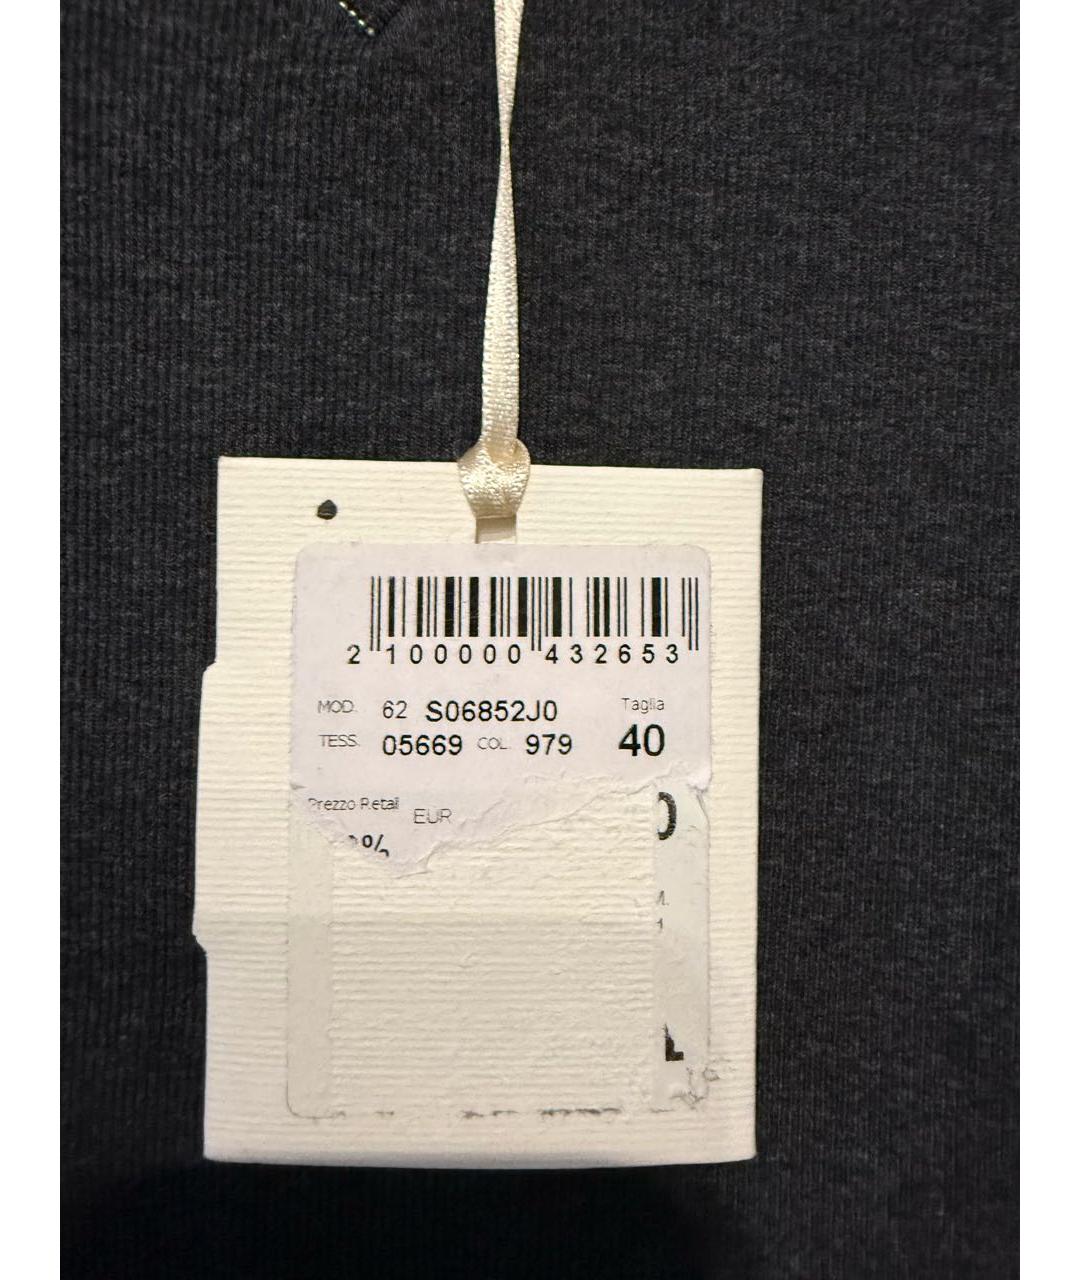 2 100000 432653
MOD. 62 S06852J0 Taglia
TESS. 05669 COL. 979 40
Prezzo Retail EUR
%